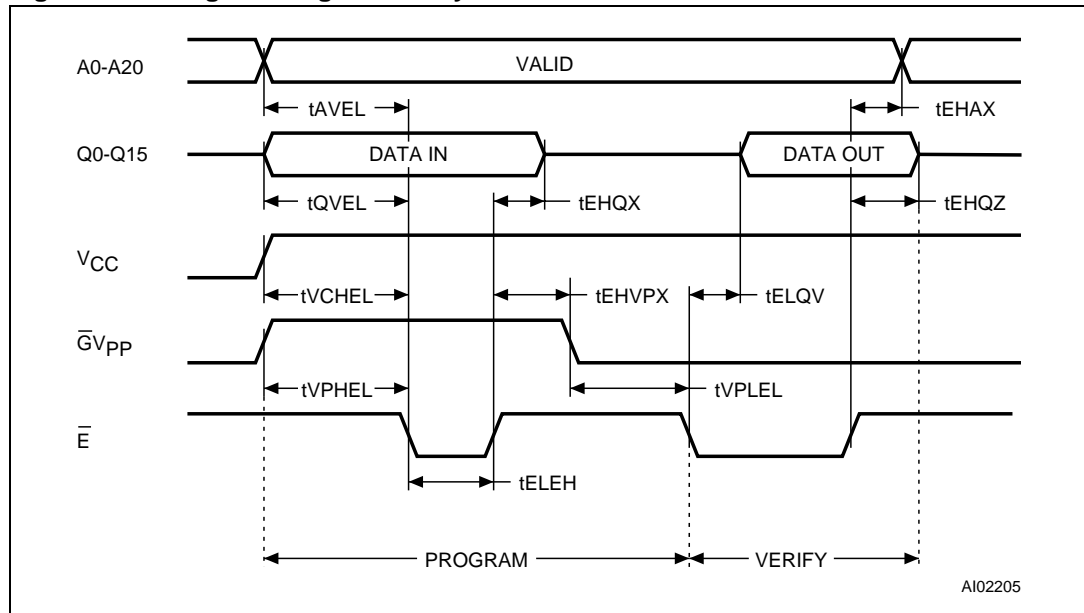 A0-A20
VALID
tAVEL
tEHAX
Q0-Q15
DATA IN
DATA OUT
tQVEL
tEHQX
tEHQZ
VCC
tVCHEL
tEHVPX
tELQV
G̅VPP
tVPHEL
tVPLEL
E̅
tELEH
PROGRAM
VERIFY
AI02205